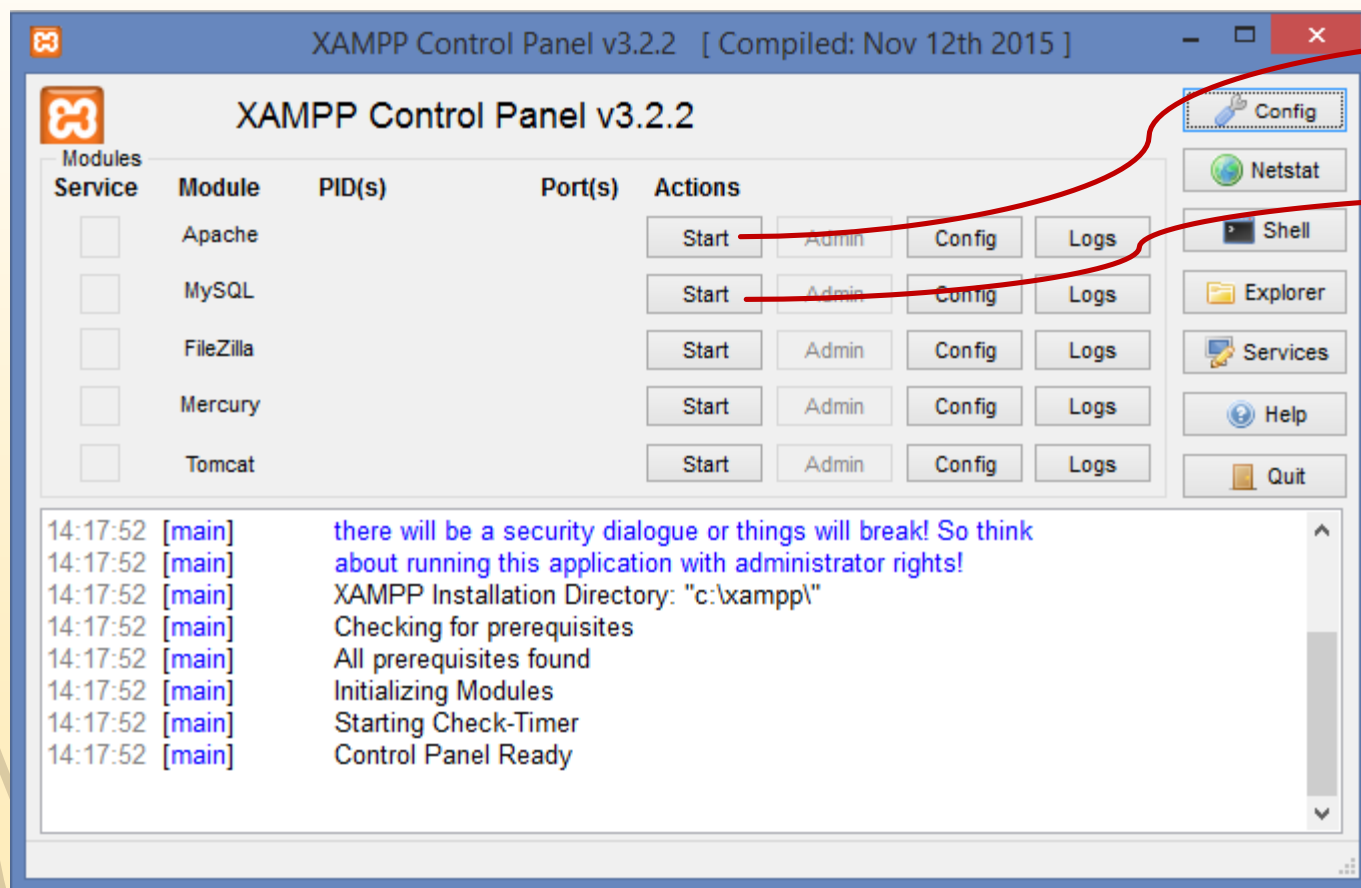 XAMPP Control Panel v3.2.2 [ Compiled: Nov 12th 2015 ]
XAMPP Control Panel v3.2.2
Config
Modules
Service Module PID(s) Port(s) Actions
Netstat
Apache Start Admin Config Logs
Shell
MySQL Start Admin Config Logs
Explorer
FileZilla Start Admin Config Logs
Services
Mercury Start Admin Config Logs
Help
Tomcat Start Admin Config Logs
Quit
14:17:52 [main] there will be a security dialogue or things will break! So think
14:17:52 [main] about running this application with administrator rights!
14:17:52 [main] XAMPP Installation Directory: "c:\xampp\"
14:17:52 [main] Checking for prerequisites
14:17:52 [main] All prerequisites found
14:17:52 [main] Initializing Modules
14:17:52 [main] Starting Check-Timer
14:17:52 [main] Control Panel Ready